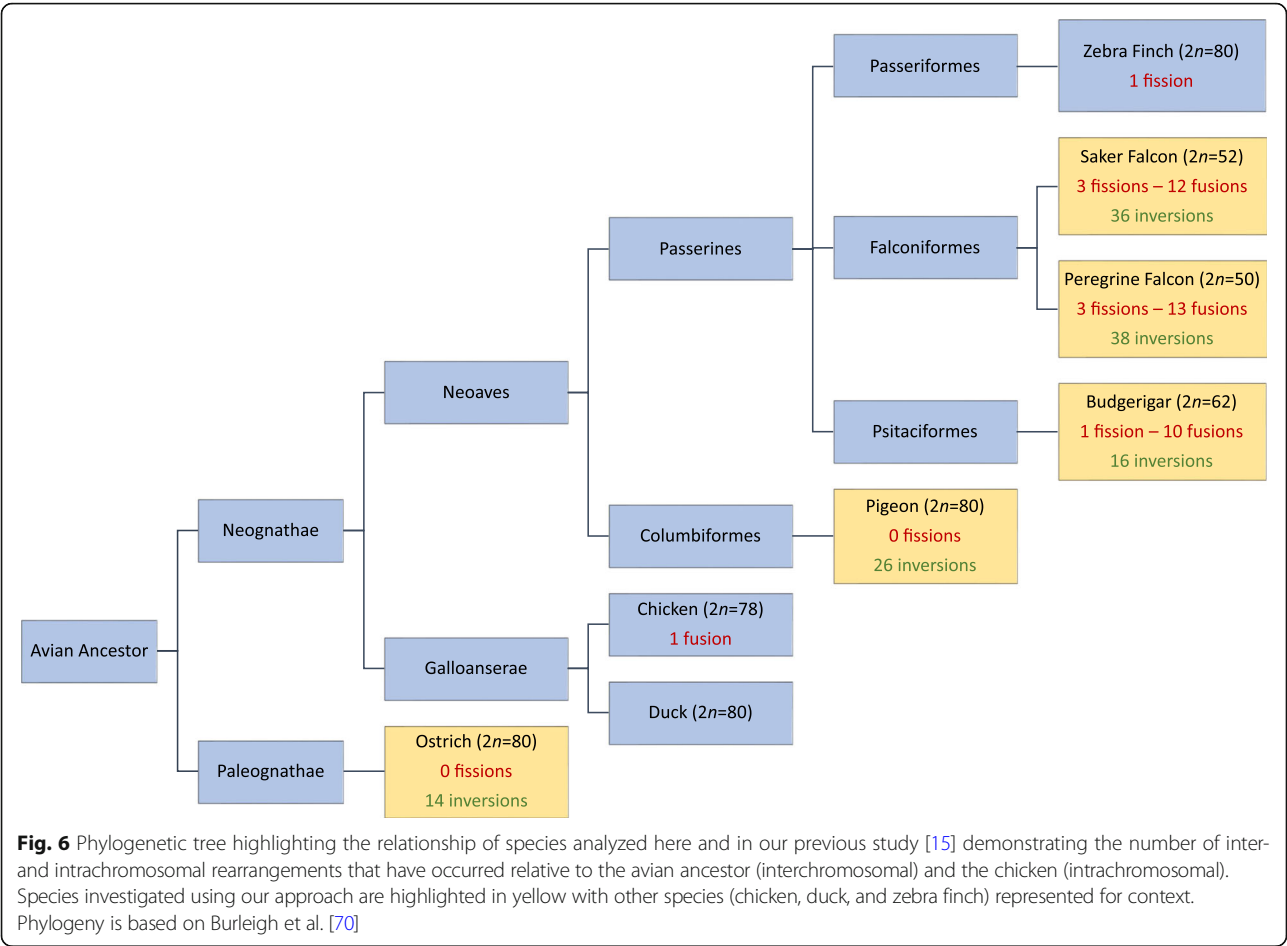 Zebra Finch (2n=80)
1 fission
Passeriformes
Saker Falcon (2n=52)
3 fissions – 12 fusions
36 inversions
Passerines
Falconiformes
Peregrine Falcon (2n=50)
3 fissions – 13 fusions
38 inversions
Neoaves
Budgerigar (2n=62)
1 fission – 10 fusions
16 inversions
Psitaciformes
Pigeon (2n=80)
0 fissions
26 inversions
Neognathae
Columbiformes
Chicken (2n=78)
1 fusion
Avian Ancestor
Galloanserae
Duck (2n=80)
Ostrich (2n=80)
0 fissions
14 inversions
Paleognathae
Fig. 6 Phylogenetic tree highlighting the relationship of species analyzed here and in our previous study [15] demonstrating the number of inter-
and intrachromosomal rearrangements that have occurred relative to the avian ancestor (interchromosomal) and the chicken (intrachromosomal).
Species investigated using our approach are highlighted in yellow with other species (chicken, duck, and zebra finch) represented for context.
Phylogeny is based on Burleigh et al. [70]